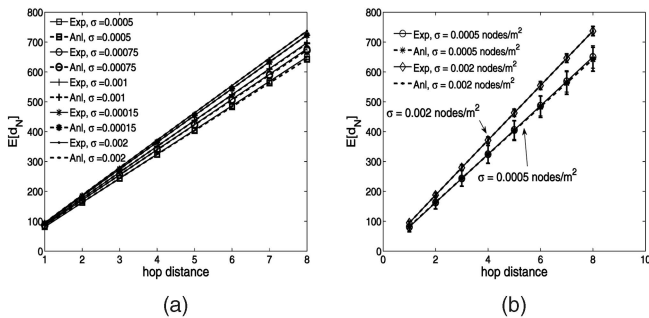 Exp, σ =0.0005
Anl, σ =0.0005
Exp, σ =0.00075
Anl, σ =0.00075
Exp, σ =0.001
Anl, σ =0.001
Exp, σ =0.00015
Anl, σ =0.00015
Exp, σ =0.002
Anl, σ =0.002
800
700
600
500
400
300
200
100
0
E[d_N]
1 2 3 4 5 6 7 8
hop distance
(a)
Exp, σ = 0.0005 nodes/m²
Anl, σ = 0.0005 nodes/m²
Exp, σ = 0.002 nodes/m²
Anl, σ = 0.002 nodes/m²
σ = 0.002 nodes/m²
σ = 0.0005 nodes/m²
800
700
600
500
400
300
200
100
0
E[d_N]
0 2 4 6 8 10
hop distance
(b)